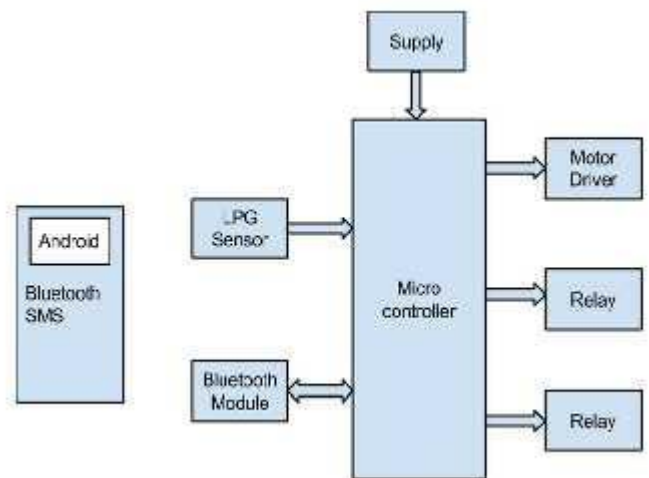 Supply
Motor
Driver
LPG
Sensor
Android
Bluetooth
SMS
Micro
controller
Relay
Bluetooth
Module
Relay